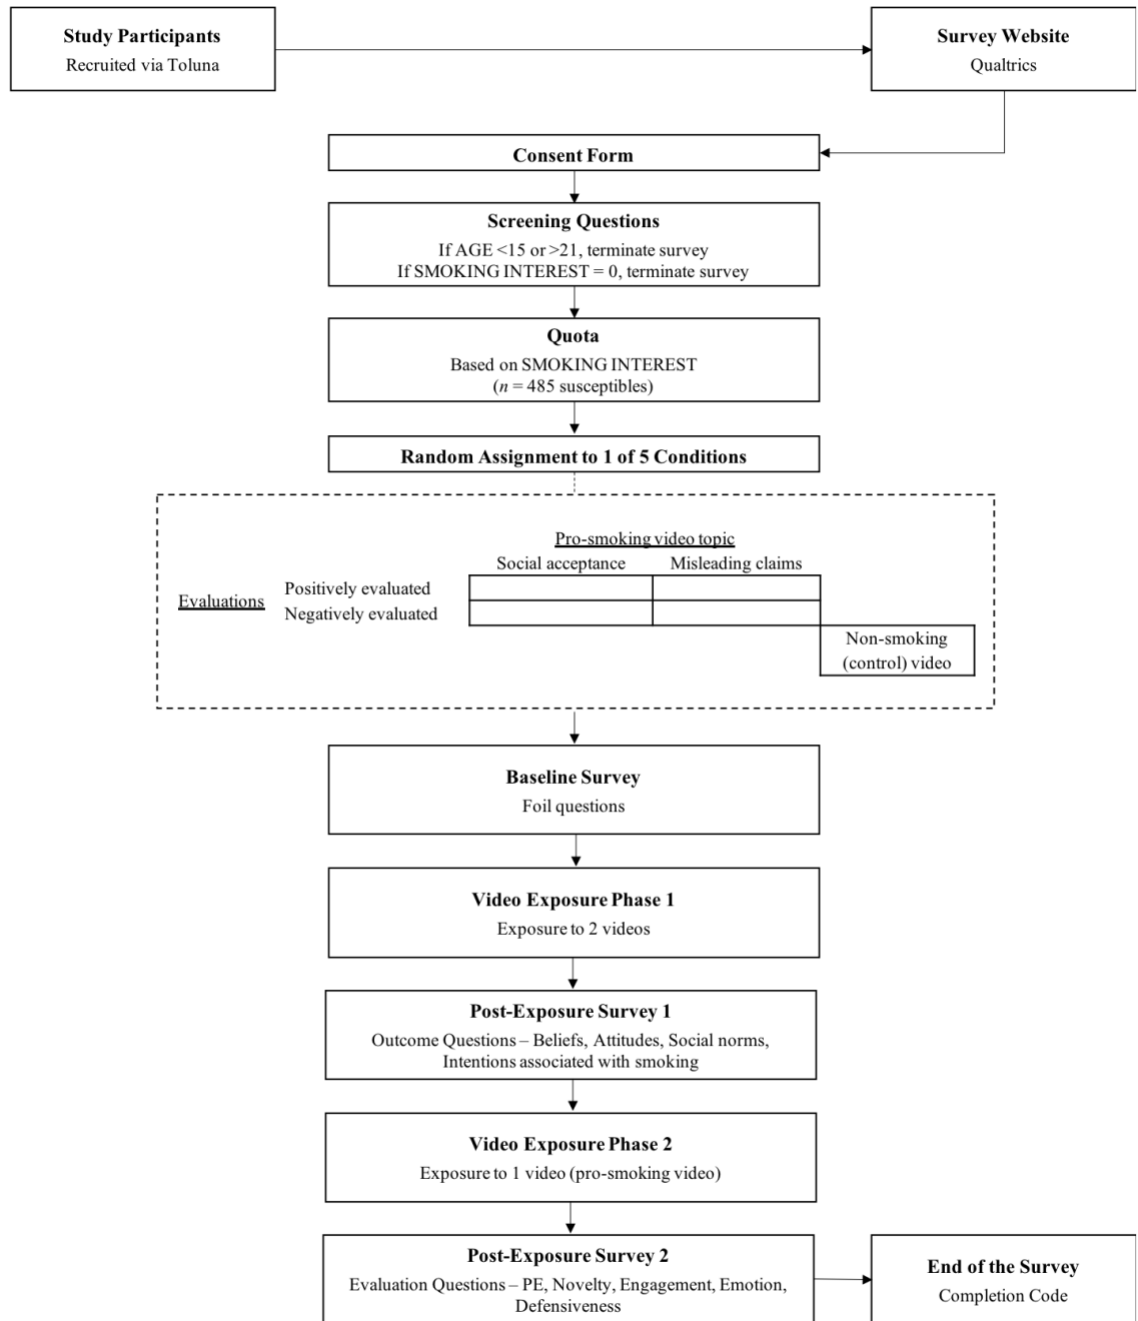 Study Participants
Recruited via Toluna
Survey Website
Qualtrics
Consent Form
Screening Questions
If AGE <15 or >21, terminate survey
If SMOKING INTEREST = 0, terminate survey
Quota
Based on SMOKING INTEREST
(n = 485 susceptibles)
Random Assignment to 1 of 5 Conditions
Pro-smoking video topic
Social acceptance Misleading claims
Evaluations
Positively evaluated
Negatively evaluated
Non-smoking
(control) video
Baseline Survey
Foil questions
Video Exposure Phase 1
Exposure to 2 videos
Post-Exposure Survey 1
Outcome Questions – Beliefs, Attitudes, Social norms,
Intentions associated with smoking
Video Exposure Phase 2
Exposure to 1 video (pro-smoking video)
Post-Exposure Survey 2
Evaluation Questions – PE, Novelty, Engagement, Emotion,
Defensiveness
End of the Survey
Completion Code